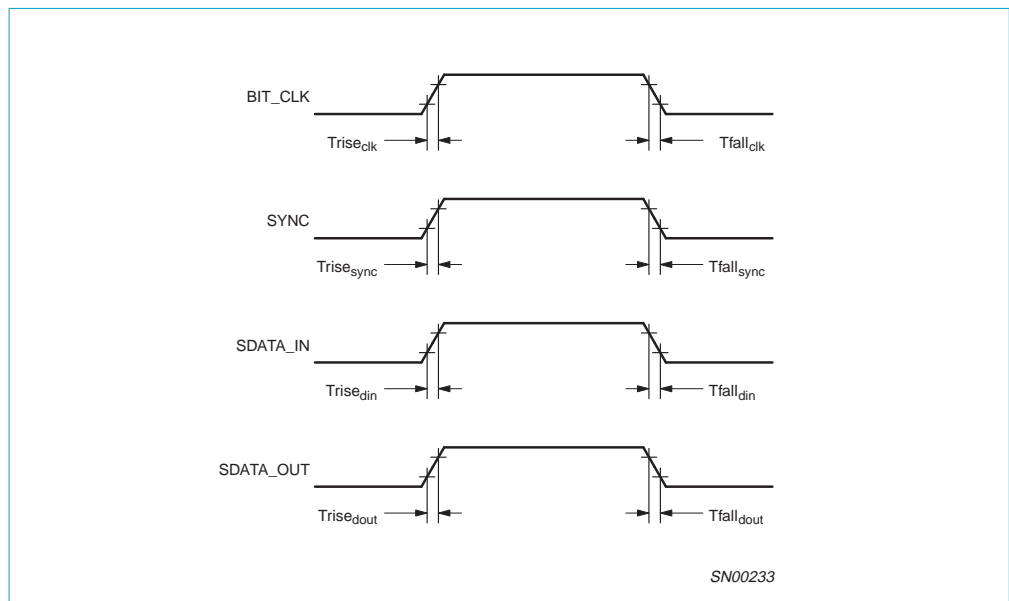 BIT_CLK
Trise_clk Tfall_clk
SYNC
Trise_sync Tfall_sync
SDATA_IN
Trise_din Tfall_din
SDATA_OUT
Trise_dout Tfall_dout
SN00233